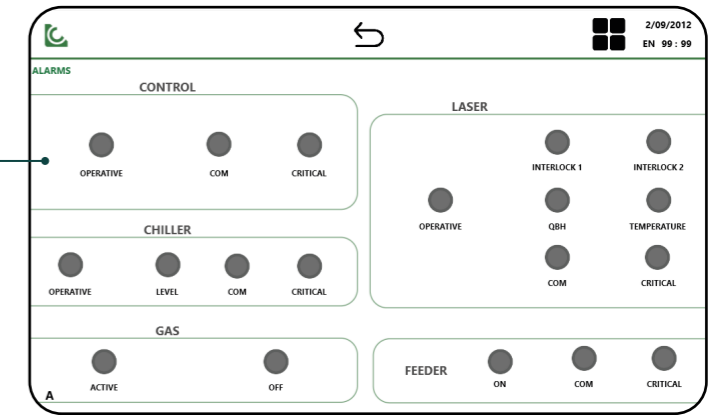 2/09/2012
EN 99 : 99
ALARMS
CONTROL
OPERATIVE COM CRITICAL
LASER
INTERLOCK 1 INTERLOCK 2
OPERATIVE QBH TEMPERATURE
COM CRITICAL
CHILLER
OPERATIVE LEVEL COM CRITICAL
GAS
ACTIVE OFF
FEEDER
ON COM CRITICAL
A